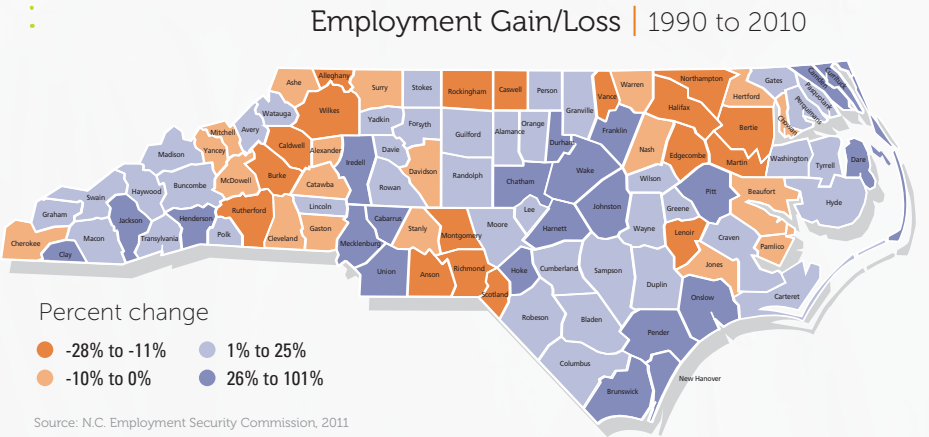 Employment Gain/Loss | 1990 to 2010
Ashe
Alleghany
Surry
Stokes
Rockingham
Caswell
Person
Granville
Vance
Warren
Northampton
Halifax
Hertford
Gates
Camden
Currituck
Pasquotank
Perquimans
Chowan
Bertie
Watauga
Wilkes
Yadkin
Forsyth
Guilford
Alamance
Orange
Durham
Franklin
Nash
Edgecombe
Martin
Washington
Tyrrell
Dare
Mitchell
Avery
Caldwell
Alexander
Iredell
Davie
Davidson
Randolph
Chatham
Wake
Wilson
Pitt
Beaufort
Hyde
Madison
Yancey
McDowell
Burke
Catawba
Rowan
Swain
Haywood
Buncombe
Lincoln
Graham
Jackson
Henderson
Rutherford
Cleveland
Gaston
Cabarrus
Stanly
Montgomery
Moore
Lee
Harnett
Johnston
Wayne
Greene
Lenoir
Craven
Pamlico
Cherokee
Clay
Macon
Transylvania
Polk
Mecklenburg
Union
Anson
Richmond
Scotland
Hoke
Cumberland
Sampson
Duplin
Jones
Onslow
Carteret
Robeson
Bladen
Pender
Columbus
Brunswick
New Hanover
Percent change
-28% to -11%
1% to 25%
-10% to 0%
26% to 101%
Source: N.C. Employment Security Commission, 2011